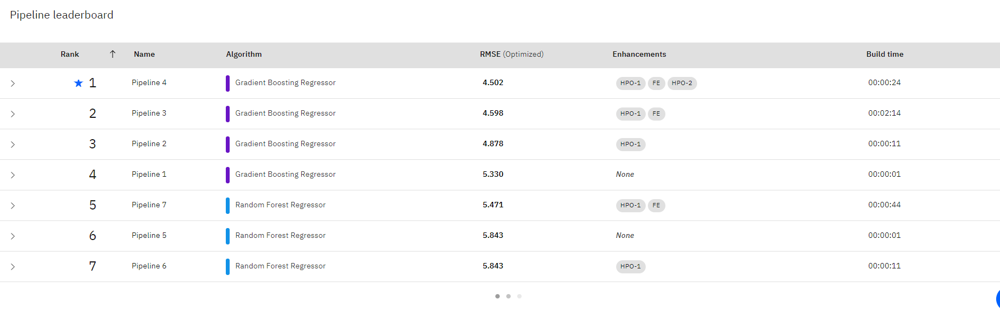 Pipeline leaderboard
Rank ↑ Name Algorithm RMSE (Optimized) Enhancements Build time
★ 1 Pipeline 4 Gradient Boosting Regressor 4.502 HPO-1 FE HPO-2 00:00:24
2 Pipeline 3 Gradient Boosting Regressor 4.598 HPO-1 FE 00:02:14
3 Pipeline 2 Gradient Boosting Regressor 4.878 HPO-1 00:00:11
4 Pipeline 1 Gradient Boosting Regressor 5.330 None 00:00:01
5 Pipeline 7 Random Forest Regressor 5.471 HPO-1 FE 00:00:44
6 Pipeline 5 Random Forest Regressor 5.843 None 00:00:01
7 Pipeline 6 Random Forest Regressor 5.843 HPO-1 00:00:11